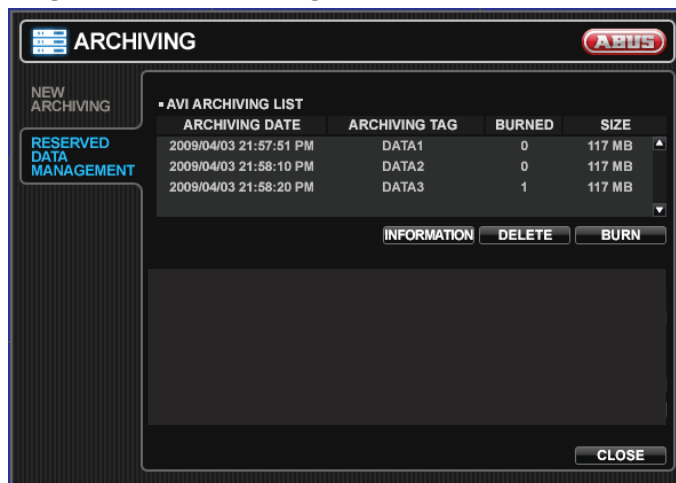 ARCHIVING
ABUS
NEW
ARCHIVING
RESERVED
DATA
MANAGEMENT
▪ AVI ARCHIVING LIST
ARCHIVING DATE ARCHIVING TAG BURNED SIZE
2009/04/03 21:57:51 PM DATA1 0 117 MB
2009/04/03 21:58:10 PM DATA2 0 117 MB
2009/04/03 21:58:20 PM DATA3 1 117 MB
INFORMATION DELETE BURN
CLOSE